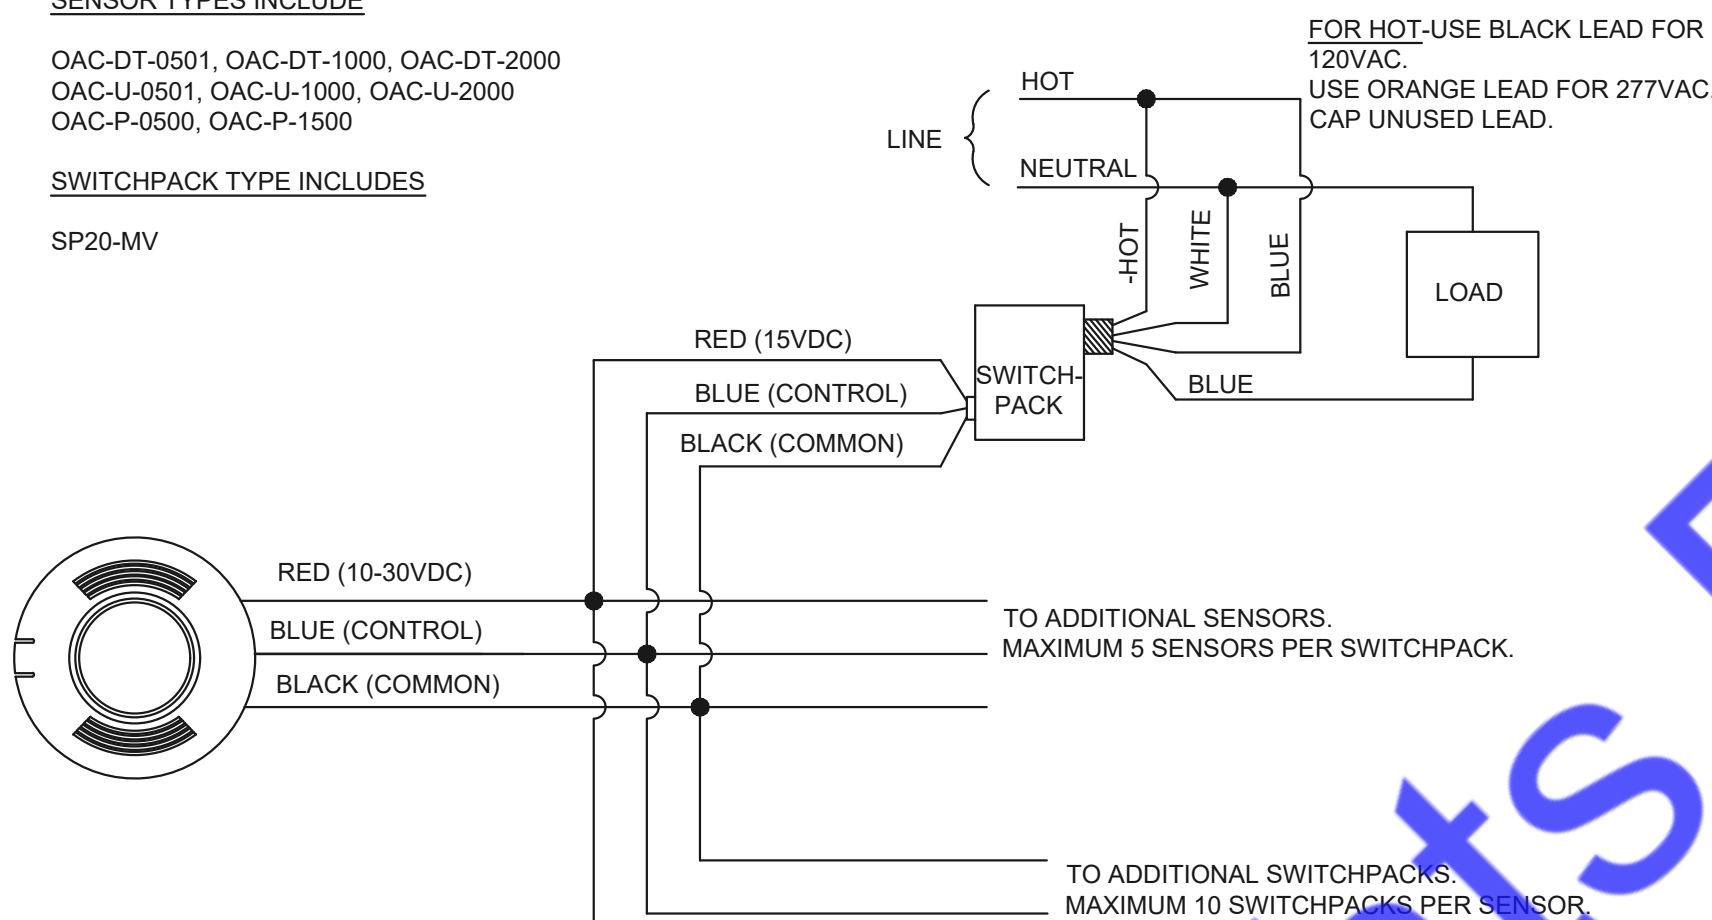 SENSOR TYPES INCLUDE
OAC-DT-0501, OAC-DT-1000, OAC-DT-2000
OAC-U-0501, OAC-U-1000, OAC-U-2000
OAC-P-0500, OAC-P-1500
SWITCHPACK TYPE INCLUDES
SP20-MV
FOR HOT-USE BLACK LEAD FOR
120VAC.
USE ORANGE LEAD FOR 277VAC.
CAP UNUSED LEAD.
HOT
LINE
NEUTRAL
-HOT
WHITE
BLUE
LOAD
SWITCH-
PACK
BLUE
RED (15VDC)
BLUE (CONTROL)
BLACK (COMMON)
RED (10-30VDC)
BLUE (CONTROL)
BLACK (COMMON)
TO ADDITIONAL SENSORS.
MAXIMUM 5 SENSORS PER SWITCHPACK.
TO ADDITIONAL SWITCHPACKS.
MAXIMUM 10 SWITCHPACKS PER SENSOR.
ts